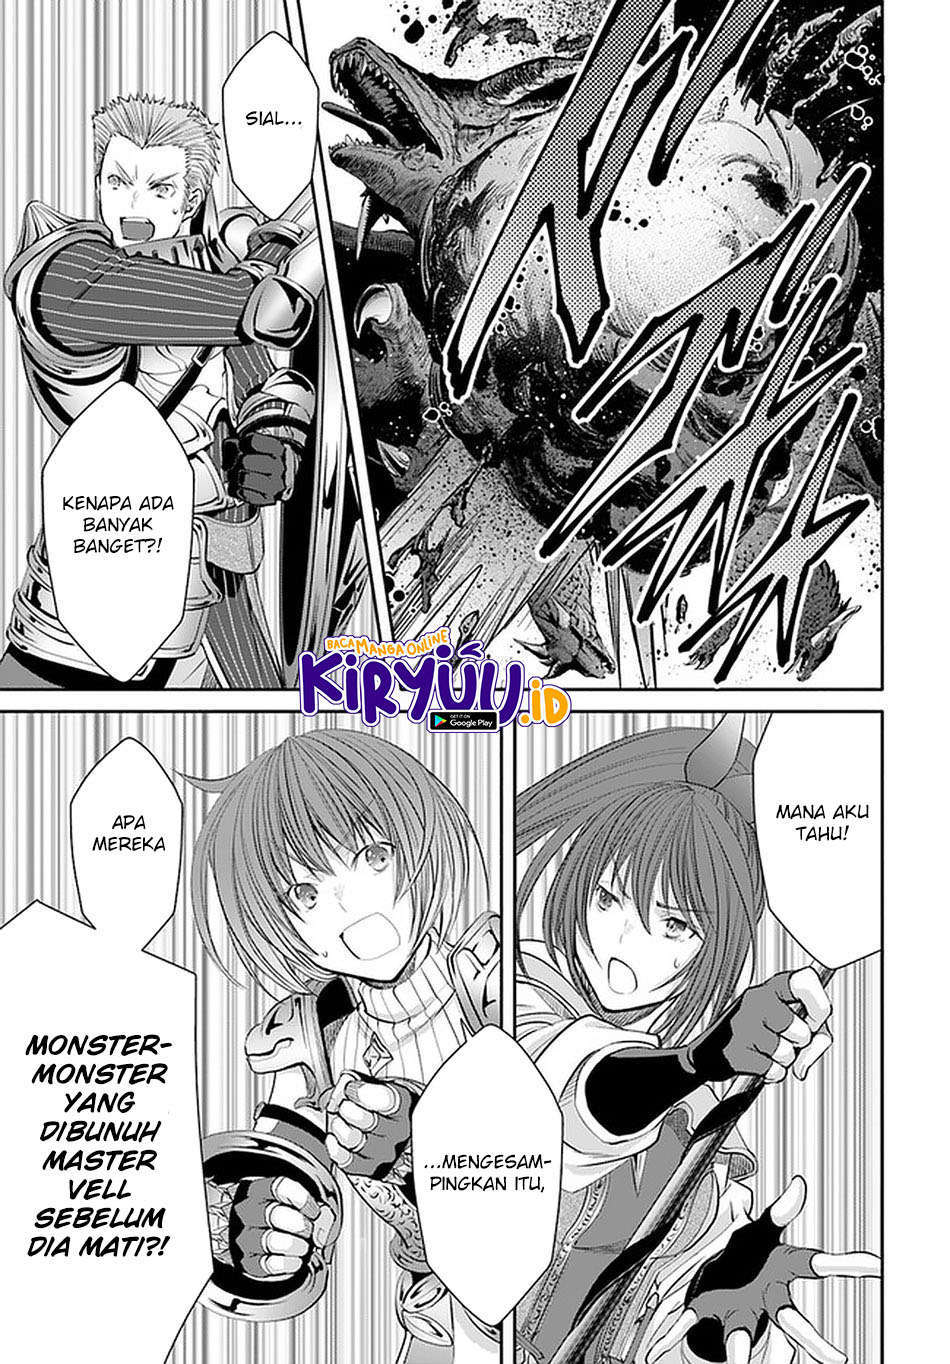 SIAL...
KENAPA ADA
BANYAK
BANGET?!
BACA MANGA ONLINE
KIRYUU.ID
GET IT ON
Google Play
MANA AKU
TAHU!
...MENGESAM-
PINGKAN ITU,
APA
MEREKA
MONSTER-
MONSTER
YANG
DIBUNUH
MASTER
VELL
SEBELUM
DIA MATI?!